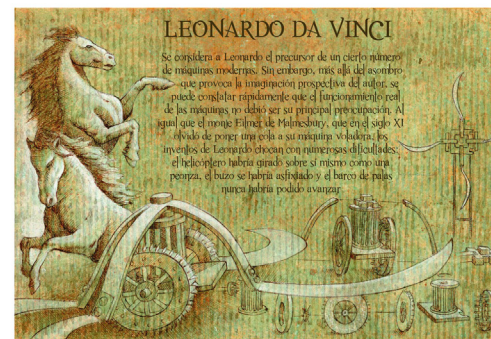 LEONARDO DA VINCI
Se considera a Leonardo el precursor de un cierto número
de máquinas modernas. Sin embargo, más allá del asombro
que provoca la imaginación prospectiva del autor, se
puede constatar rápidamente que el funcionamiento real
de las máquinas no debió ser su principal preocupación. Al
igual que el monje Eilmer de Malmesbury, que en el siglo XI
olvidó de poner una cola a su máquina voladora, los
inventos de Leonardo chocan con numerosas dificultades:
el helicóptero habría girado sobre sí mismo como una
peonza, el buzo se habría asfixiado y el barco de palas
nunca habría podido avanzar